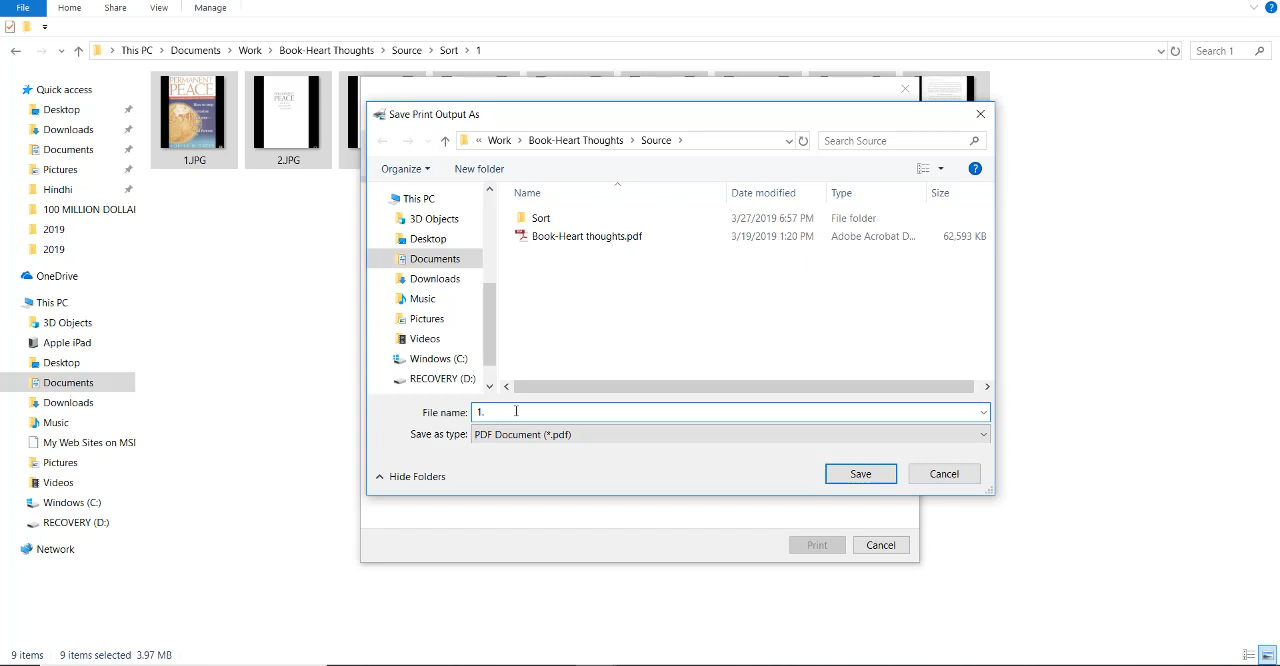 File Home Share View Manage
This PC > Documents > Work > Book-Heart Thoughts > Source > Sort > 1
Search 1
Quick access
Desktop
Downloads
Documents
Pictures
Hindhi
100 MILLION DOLLAI
2019
2019
OneDrive
This PC
3D Objects
Apple iPad
Desktop
Documents
Downloads
Music
My Web Sites on MSI
Pictures
Videos
Windows (C:)
RECOVERY (D:)
Network
PERMANENT
PEACE
1.JPG
PEACE
2.JPG
Save Print Output As
« Work > Book-Heart Thoughts > Source >
Search Source
Organize
New folder
This PC
3D Objects
Desktop
Documents
Downloads
Music
Pictures
Videos
Windows (C:)
RECOVERY (D:)
Name Date modified Type Size
Sort 3/27/2019 6:57 PM File folder
Book-Heart thoughts.pdf 3/19/2019 1:20 PM Adobe Acrobat D... 62,593 KB
File name: 1.
Save as type: PDF Document (*.pdf)
Hide Folders
Save Cancel
Print Cancel
9 items 9 items selected 3.97 MB